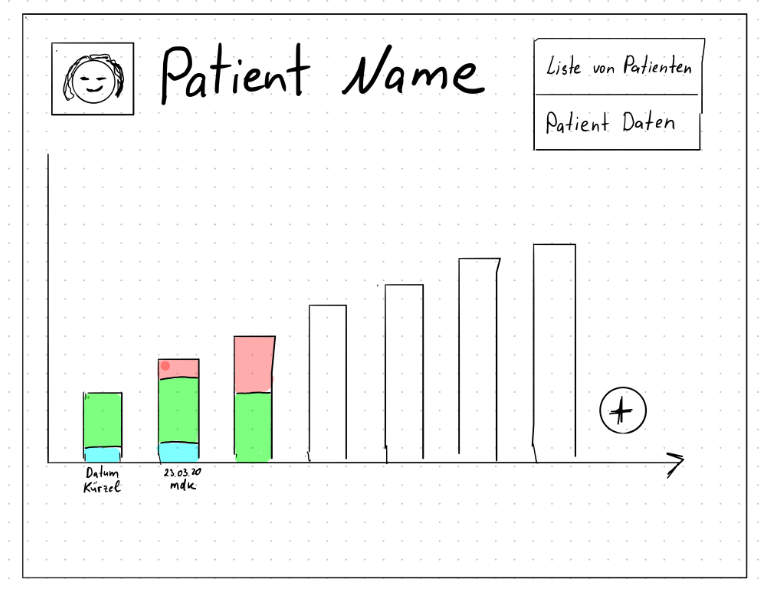 Patient Name
Liste von Patienten
Patient Daten
+
Datum
Kürzel
23.03.20
mdk